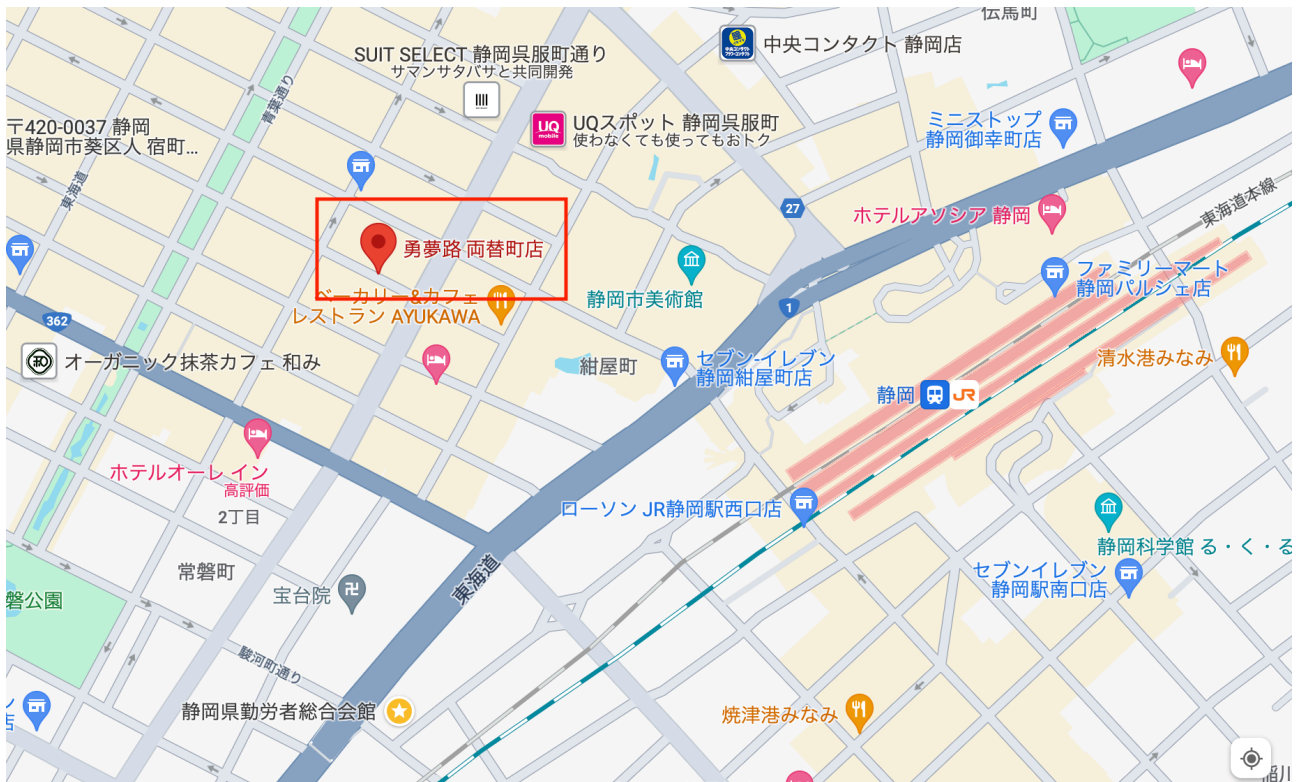 伝馬町
中央コンタクト 静岡店
SUIT SELECT 静岡呉服町通り
サマンサタバサと共同開発
青葉通り
UQ
mobile
UQスポット 静岡呉服町
使わなくても使ってもおトク
ミニストップ
静岡御幸町店
〒420-0037 静岡
県静岡市葵区人 宿町...
東海道
27
ホテルアソシア 静岡
東海道本線
勇夢路 両替町店
静岡市美術館
ファミリーマート
静岡パルシェ店
ベーカリー&カフェ
レストラン AYUKAWA
1
362
オーガニック抹茶カフェ 和み
紺屋町
セブン-イレブン
静岡紺屋町店
清水港みなみ
静岡
JR
ホテルオーレ イン
高評価
2丁目
ローソン JR静岡駅西口店
静岡科学館 る・く・る
常磐町
東海道
セブンイレブン
静岡駅南口店
宝台院
磐公園
駿河町通り
静岡県勤労者総合会館
焼津港みなみ
ン
店
稲川